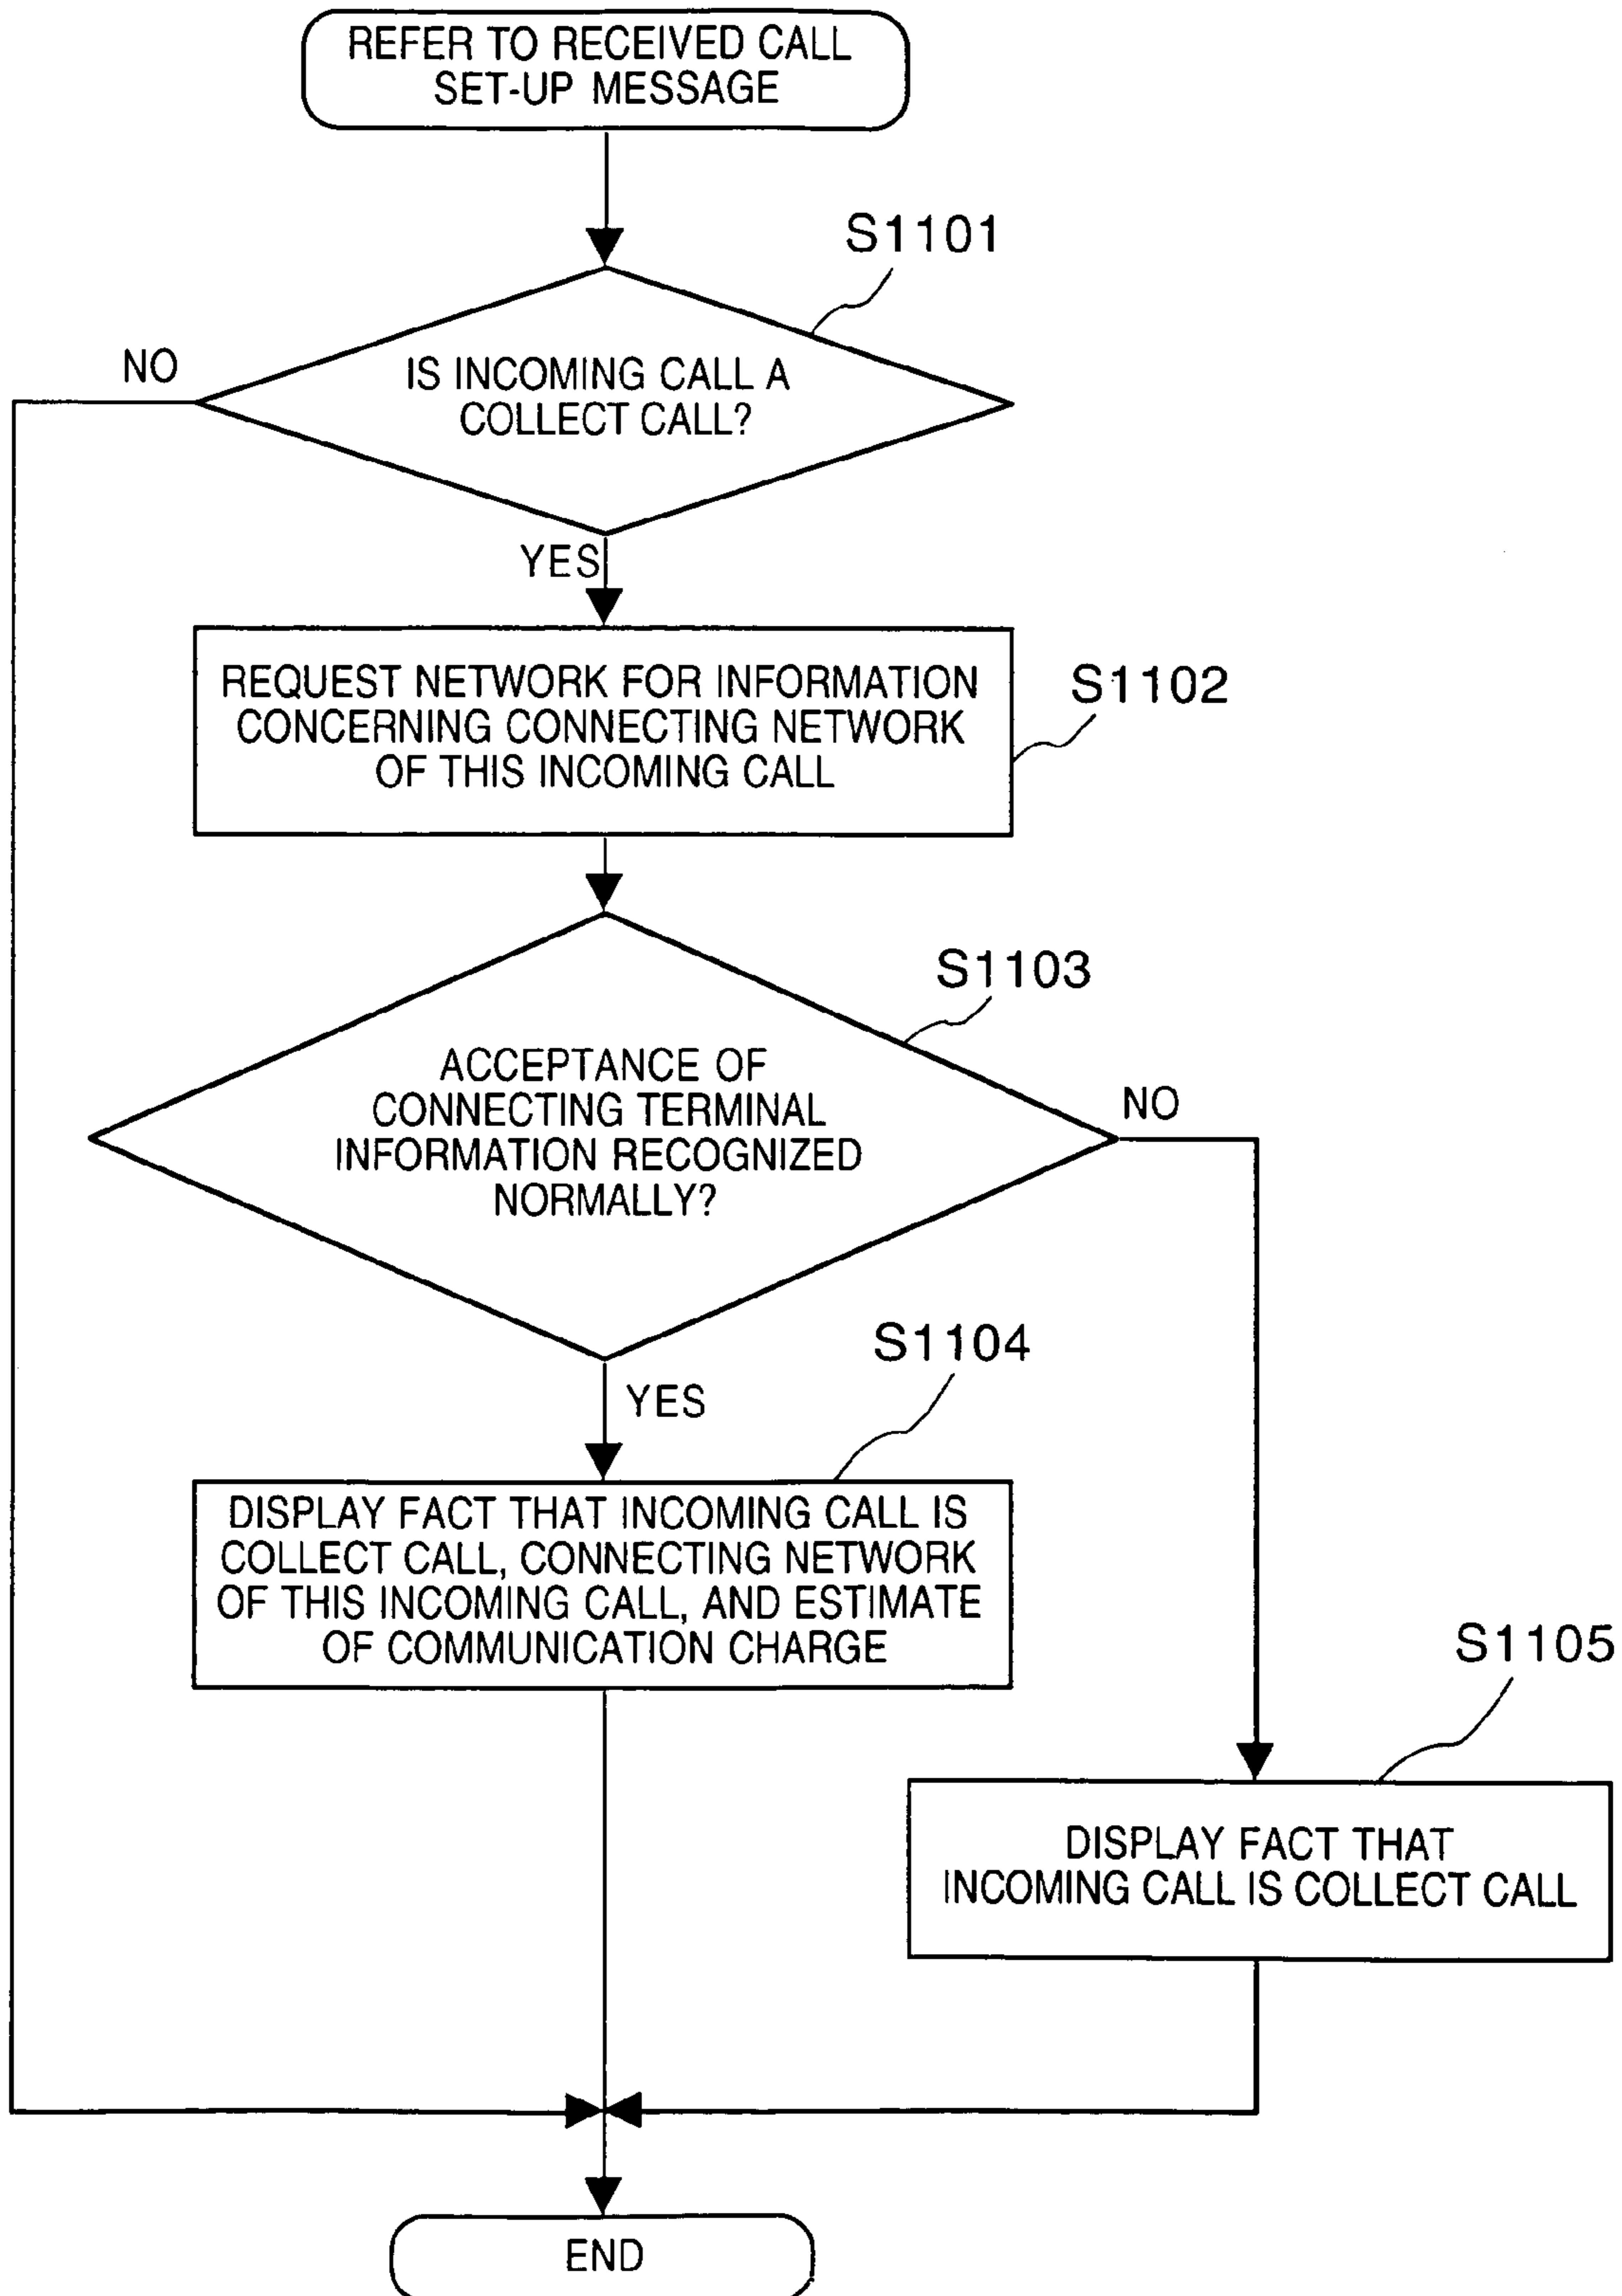 REFER TO RECEIVED CALL
SET-UP MESSAGE
S1101
NO
IS INCOMING CALL A
COLLECT CALL?
YES
REQUEST NETWORK FOR INFORMATION
CONCERNING CONNECTING NETWORK
OF THIS INCOMING CALL
S1102
S1103
ACCEPTANCE OF
CONNECTING TERMINAL
INFORMATION RECOGNIZED
NORMALLY?
NO
S1104
YES
DISPLAY FACT THAT INCOMING CALL IS
COLLECT CALL, CONNECTING NETWORK
OF THIS INCOMING CALL, AND ESTIMATE
OF COMMUNICATION CHARGE
S1105
DISPLAY FACT THAT
INCOMING CALL IS COLLECT CALL
END